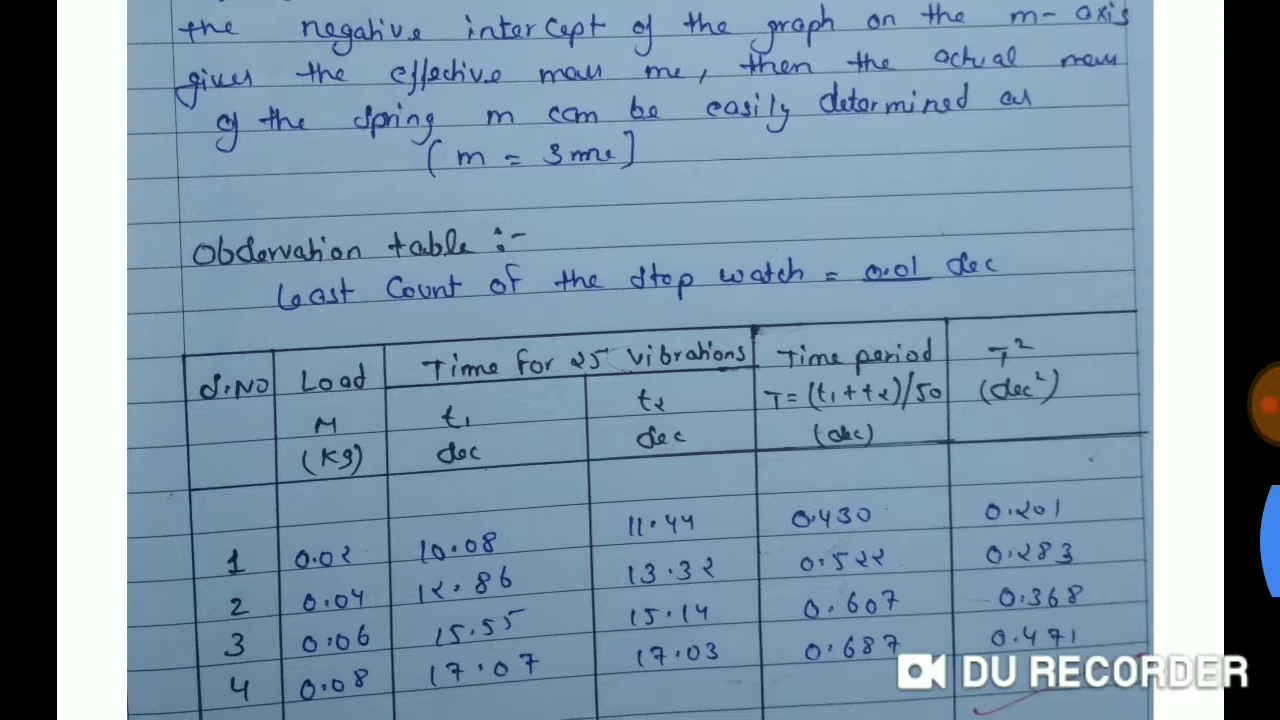 the negative intercept of the graph on the m-axis
gives the effective mass me, then the actual mass
of the spring m can be easily determined as
(m = 3me]
Observation table :-
Least Count of the stop watch = 0.01 sec
S.NO Load Time for 25 vibrations Time period T²
M t₁ t₂ T=(t₁+t₂)/50 (sec²)
(Kg) sec sec (sec)
1 0.02 10.08 11.44 0.430 0.201
2 0.04 12.86 13.32 0.522 0.283
3 0.06 15.55 15.14 0.607 0.368
4 0.08 17.07 17.03 0.687 0.471
DU RECORDER